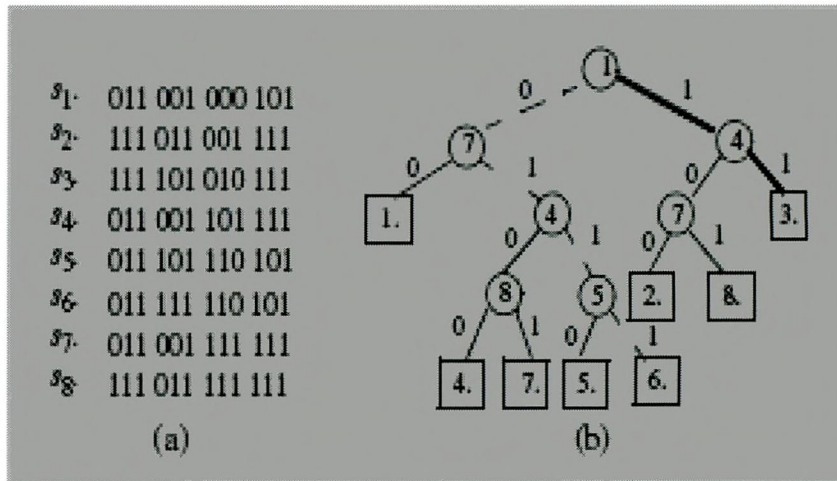 s1. 011 001 000 101
s2. 111 011 001 111
s3. 111 101 010 111
s4. 011 001 101 111
s5. 011 101 110 101
s6. 011 111 110 101
s7. 011 001 111 111
s8. 111 011 111 111
(a)
1
0 1
7 4
0 1 0 1
1. 4 7 3.
0 1 0 1
8 5 2. 8.
0 1 0 1
4. 7. 5. 6.
(b)